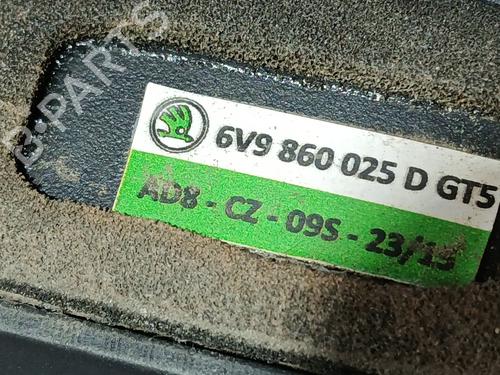 B-PARTS
6V9 860 025 D GT5
AD8 - CZ - 09S - 23/15